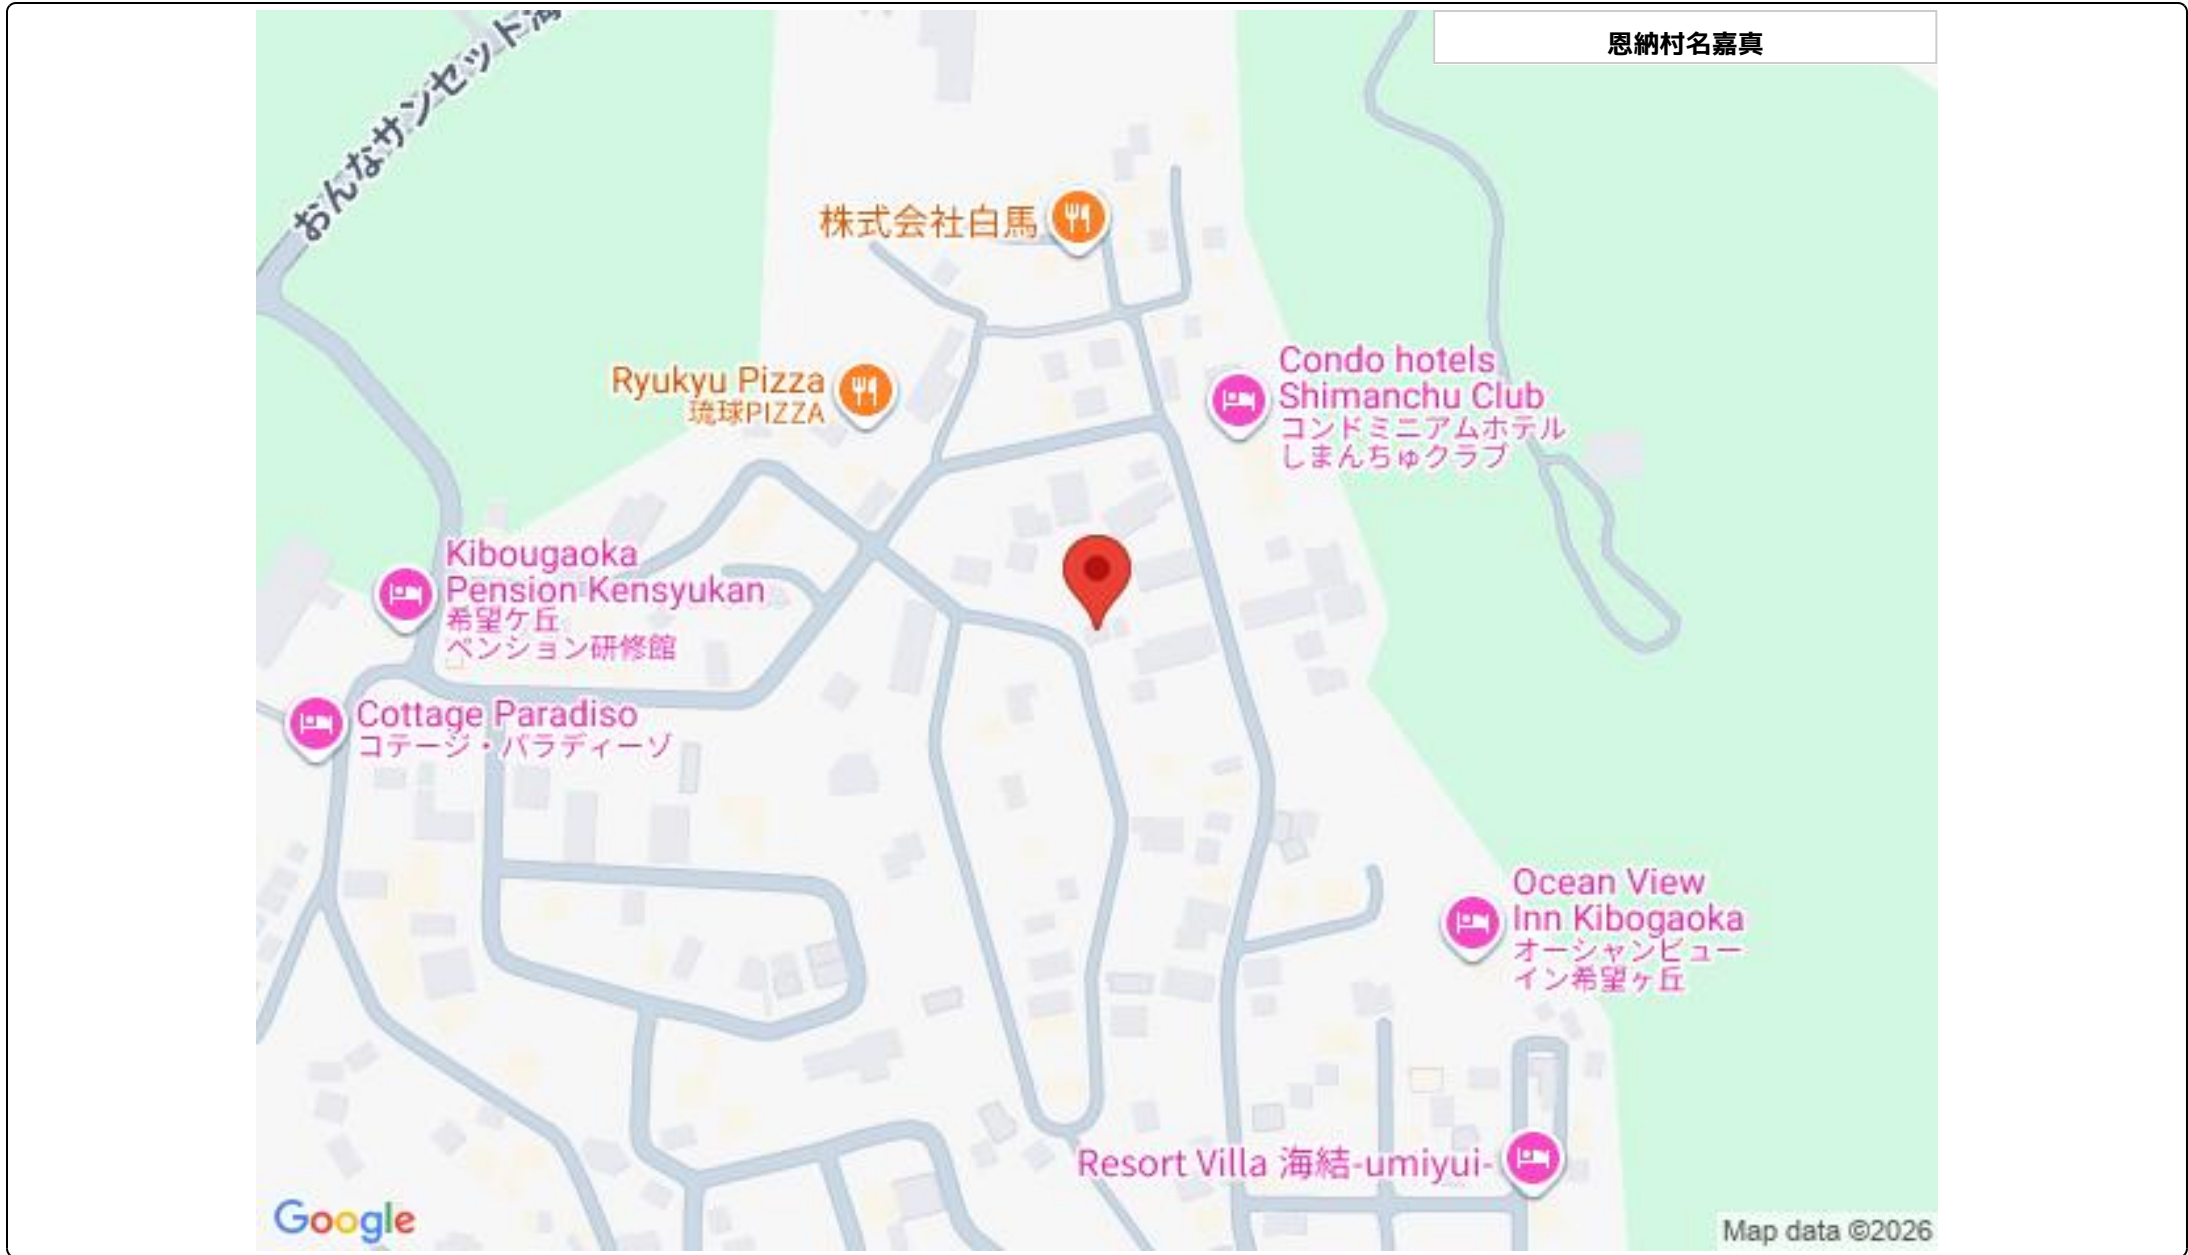 恩納村名嘉真
おんなサンセット海
株式会社白馬
Ryukyu Pizza
琉球PIZZA
Condo hotels
Shimanchu Club
コンドミニアムホテル
しまんちゅクラブ
Kibougaoka
Pension Kensyukan
希望ケ丘
ペンション研修館
Cottage Paradiso
コテージ・パラディーゾ
Ocean View
Inn Kibogaoka
オーシャンビュー
イン希望ヶ丘
Resort Villa 海結-umiyui-
Google
Map data ©2026